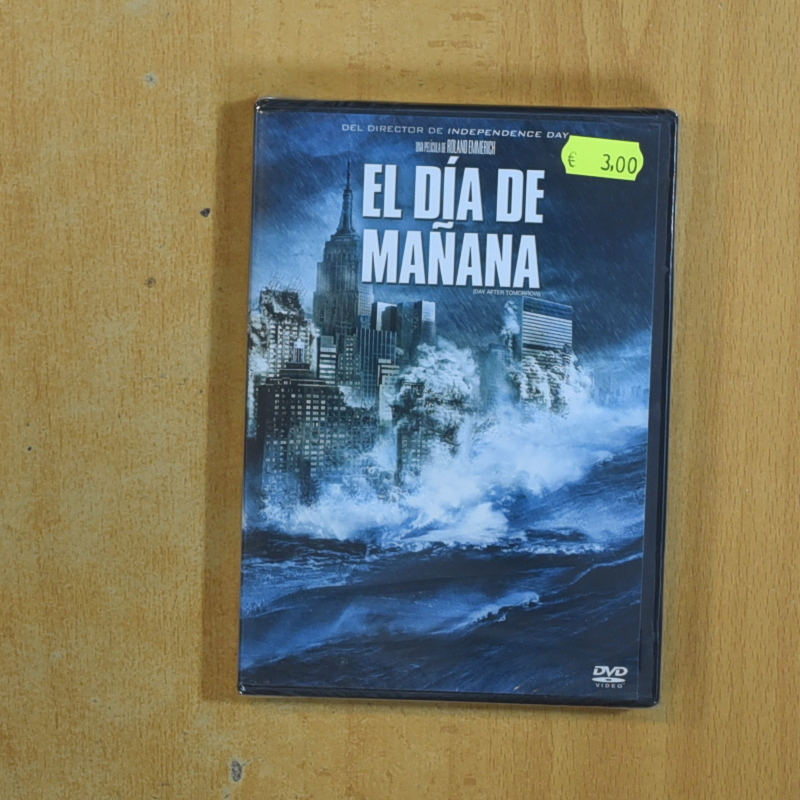 DEL DIRECTOR DE INDEPENDENCE DAY
UNA PELÍCULA DE ROLAND EMMERICH
€ 3,00
EL DÍA DE
MAÑANA
(DAY AFTER TOMORROW)
DVD
VIDEO